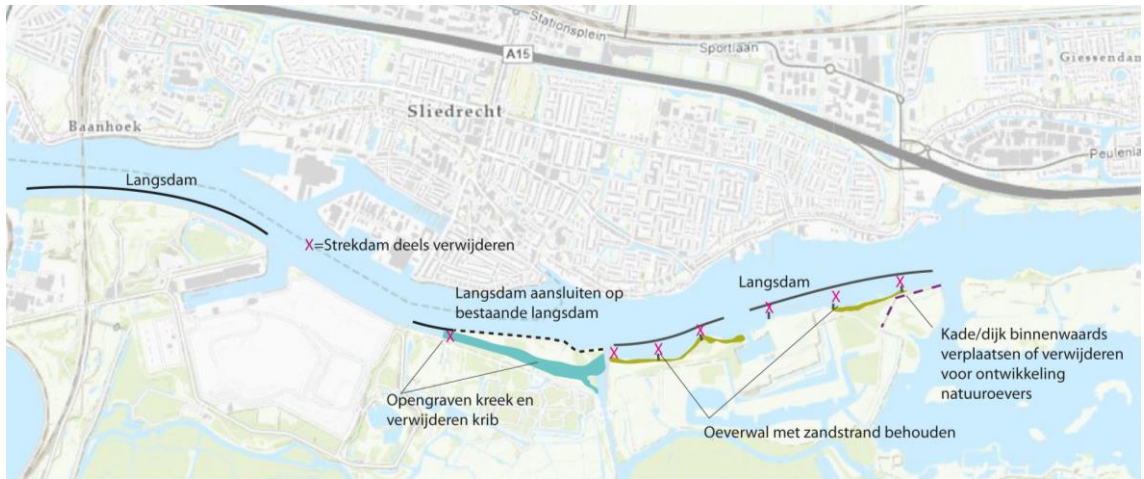 Stationsplein
Sportlaan
A15
Giessendam
Sliedrecht
Baanhoek
Peulenla
Langsdam
X=Strekdam deels verwijderen
Langsdam aansluiten op
bestaande langsdam
Langsdam
X
X
X
X
X
X
X
Kade/dijk binnenwaards
verplaatsen of verwijderen
voor ontwikkeling
natuuroevers
Opengraven kreek en
verwijderen krib
Oeverwal met zandstrand behouden